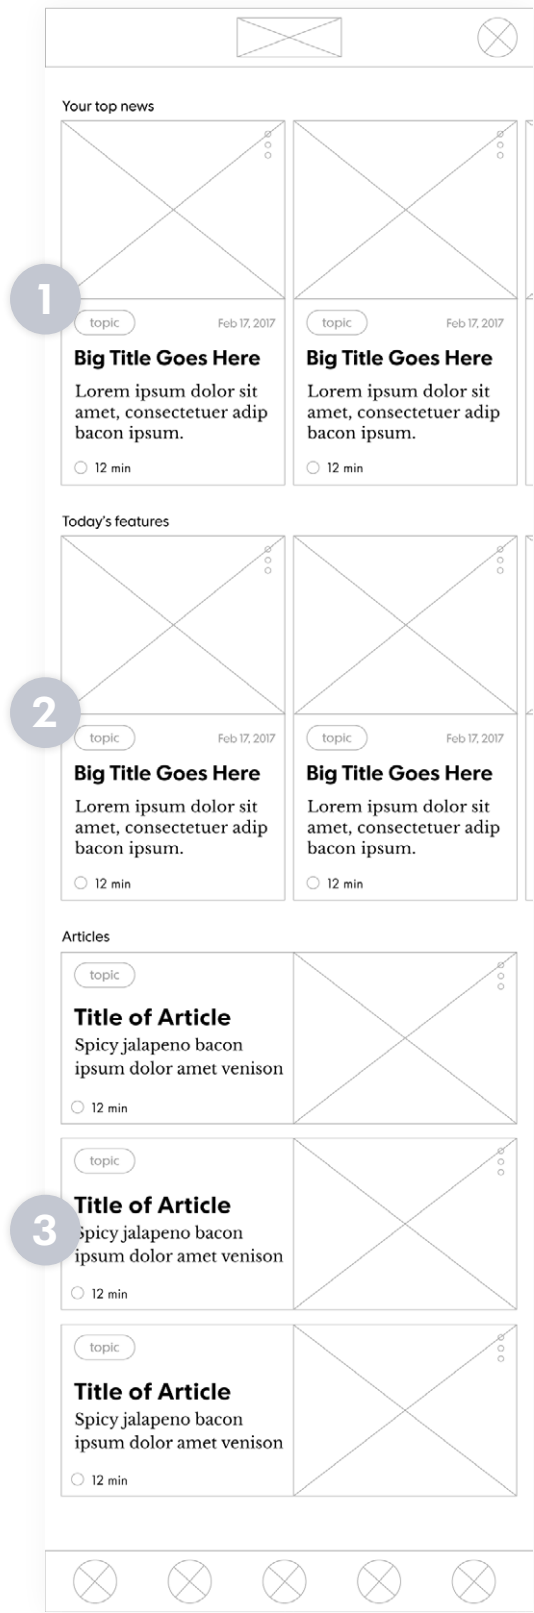 Your top news
1
topic
Feb 17, 2017
Big Title Goes Here
Lorem ipsum dolor sit
amet, consectetuer adip
bacon ipsum.
12 min
topic
Feb 17, 2017
Big Title Goes Here
Lorem ipsum dolor sit
amet, consectetuer adip
bacon ipsum.
12 min
Today's features
2
topic
Feb 17, 2017
Big Title Goes Here
Lorem ipsum dolor sit
amet, consectetuer adip
bacon ipsum.
12 min
topic
Feb 17, 2017
Big Title Goes Here
Lorem ipsum dolor sit
amet, consectetuer adip
bacon ipsum.
12 min
Articles
topic
Title of Article
Spicy jalapeno bacon
ipsum dolor amet venison
12 min
3
topic
Title of Article
Spicy jalapeno bacon
ipsum dolor amet venison
12 min
topic
Title of Article
Spicy jalapeno bacon
ipsum dolor amet venison
12 min